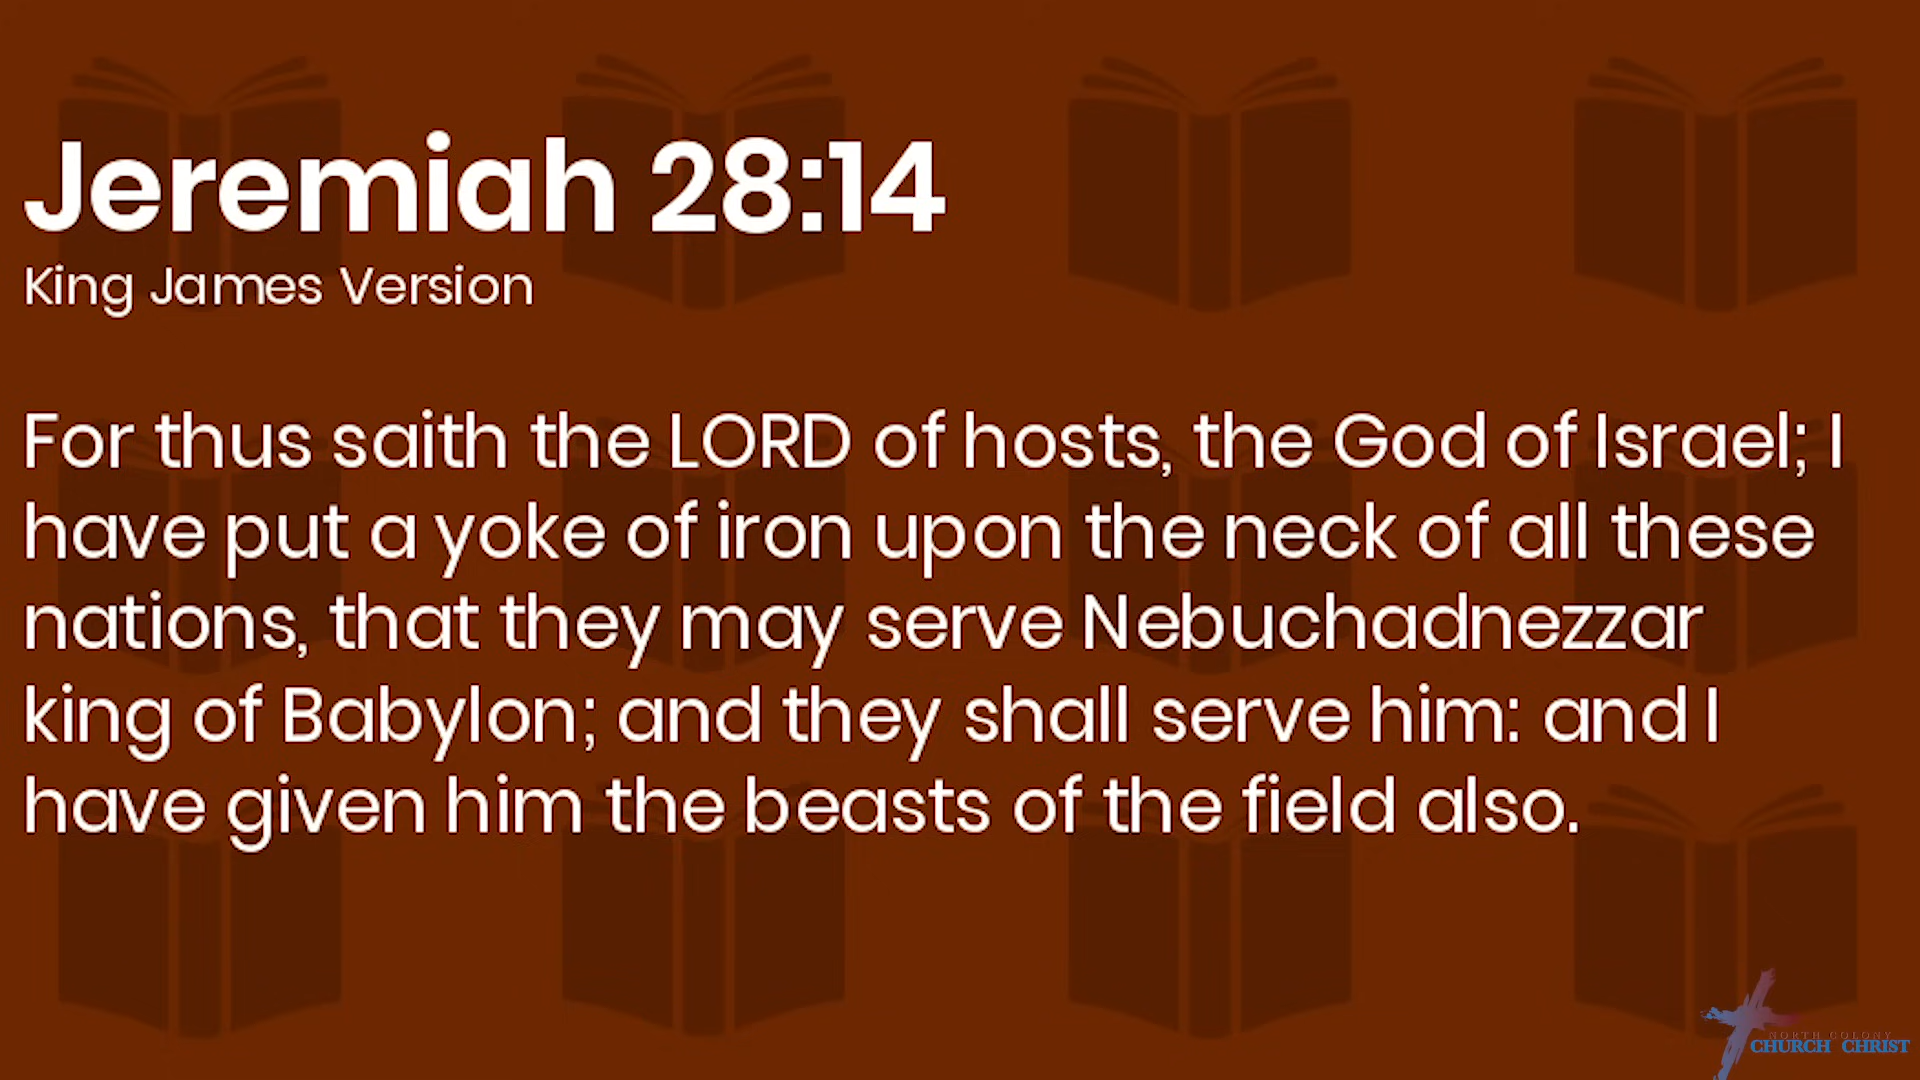 Jeremiah 28:14
King James Version
For thus saith the LORD of hosts, the God of Israel; I
have put a yoke of iron upon the neck of all these
nations, that they may serve Nebuchadnezzar
king of Babylon; and they shall serve him: and I
have given him the beasts of the field also.
NORTH COLONY
CHURCH CHRIST